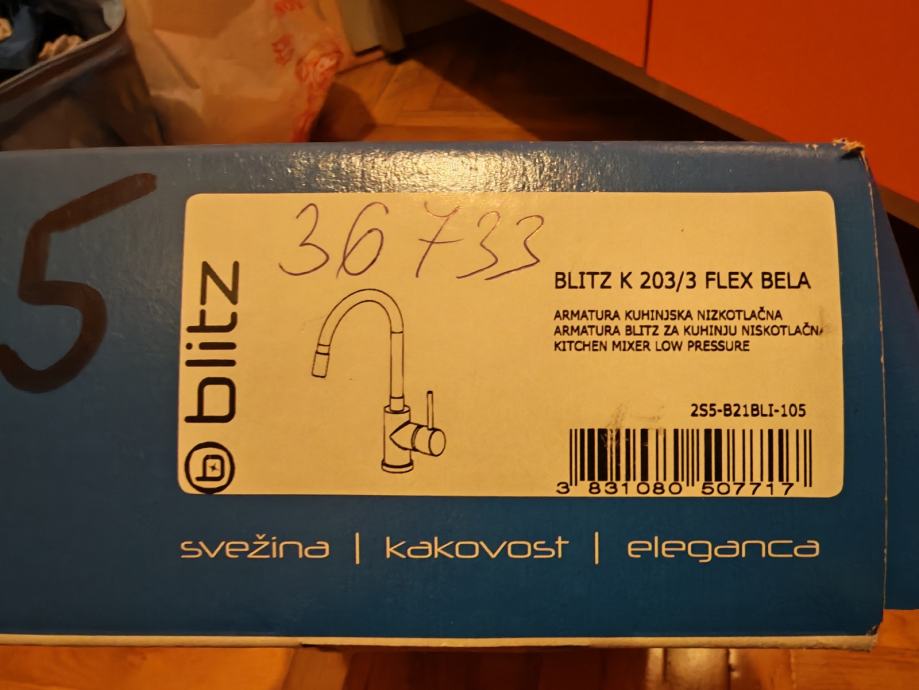 5
36733
blitz
BLITZ K 203/3 FLEX BELA
ARMATURA KUHINJSKA NIZKOTLAČNA
ARMATURA BLITZ ZA KUHINJU NISKOTLAČNA
KITCHEN MIXER LOW PRESSURE
2S5-B21BLI-105
3 831080 507717
svežina | kakovost | eleganca